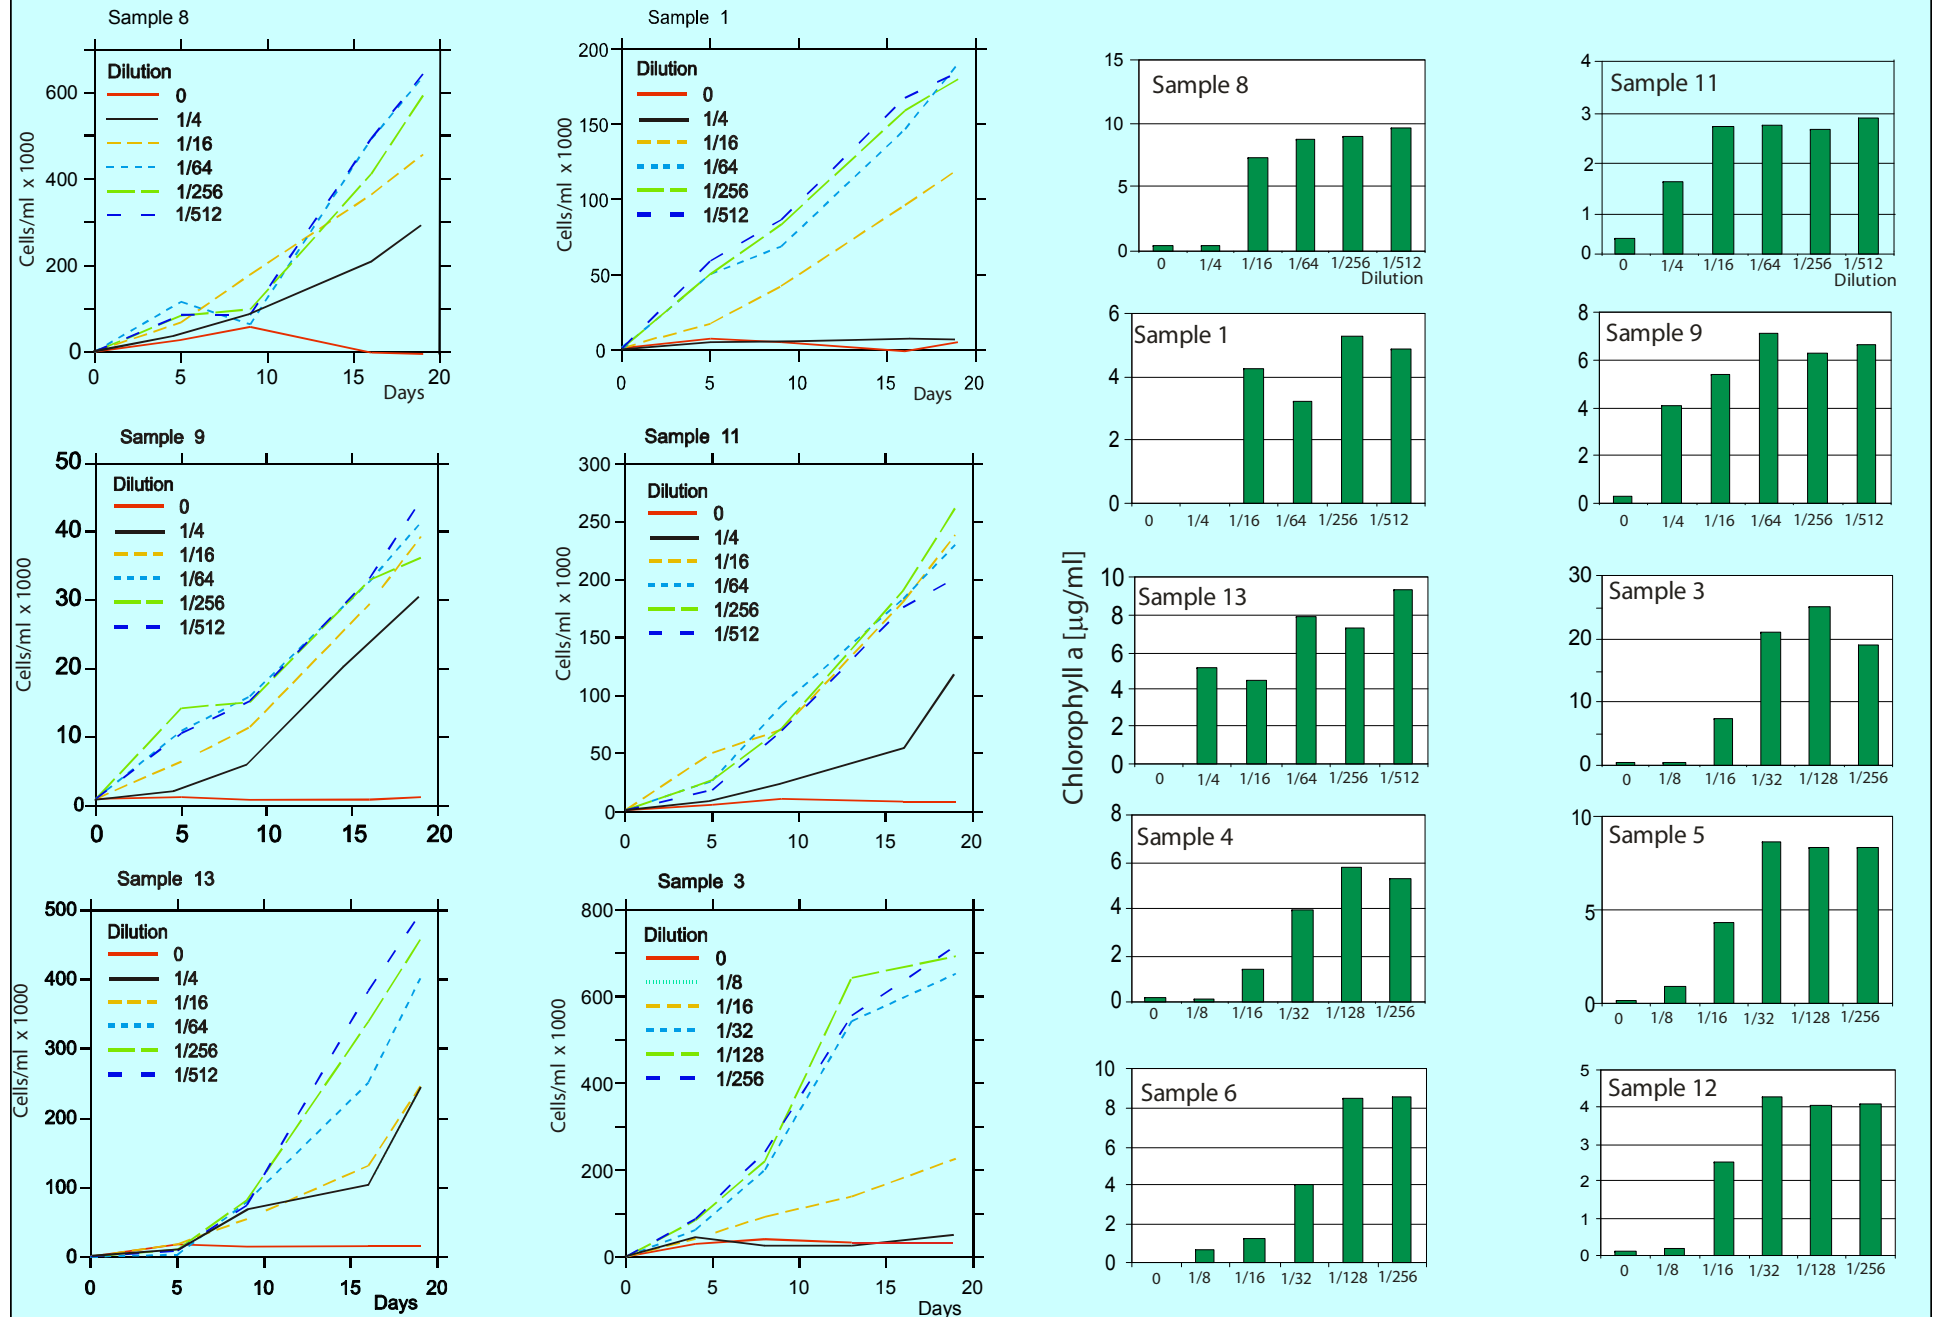 Sample 8
Cells/ml x 1000
600
400
200
0
Dilution
0
1/4
1/16
1/64
1/256
1/512
0 5 10 15 20
Days
Sample 1
Cells/ml x 1000
200
150
100
50
0
Dilution
0
1/4
1/16
1/64
1/256
1/512
0 5 10 15 20
Days
Sample 9
Cells/ml x 1000
50
40
30
20
10
0
Dilution
0
1/4
1/16
1/64
1/256
1/512
0 5 10 15 20
Sample 11
Cells/ml x 1000
300
250
200
150
100
50
0
Dilution
0
1/4
1/16
1/64
1/256
1/512
0 5 10 15 20
Sample 13
Cells/ml x 1000
500
400
300
200
100
0
Dilution
0
1/4
1/16
1/64
1/256
1/512
0 5 10 15 20
Days
Sample 3
Cells/ml x 1000
800
600
400
200
0
Dilution
0
1/8
1/16
1/32
1/128
1/256
0 5 10 15 20
Days
Chlorophyll a [µg/ml]
Sample 8
15
10
5
0
0 1/4 1/16 1/64 1/256 1/512
Dilution
Sample 11
4
3
2
1
0
0 1/4 1/16 1/64 1/256 1/512
Dilution
Sample 1
6
4
2
0
0 1/4 1/16 1/64 1/256 1/512
Sample 9
8
6
4
2
0
0 1/4 1/16 1/64 1/256 1/512
Sample 13
10
8
6
4
2
0
0 1/4 1/16 1/64 1/256 1/512
Sample 3
30
20
10
0
0 1/8 1/16 1/32 1/128 1/256
Sample 4
8
6
4
2
0
0 1/8 1/16 1/32 1/128 1/256
Sample 5
10
5
0
0 1/8 1/16 1/32 1/128 1/256
Sample 6
10
8
6
4
2
0
0 1/8 1/16 1/32 1/128 1/256
Sample 12
5
4
3
2
1
0
0 1/8 1/16 1/32 1/128 1/256